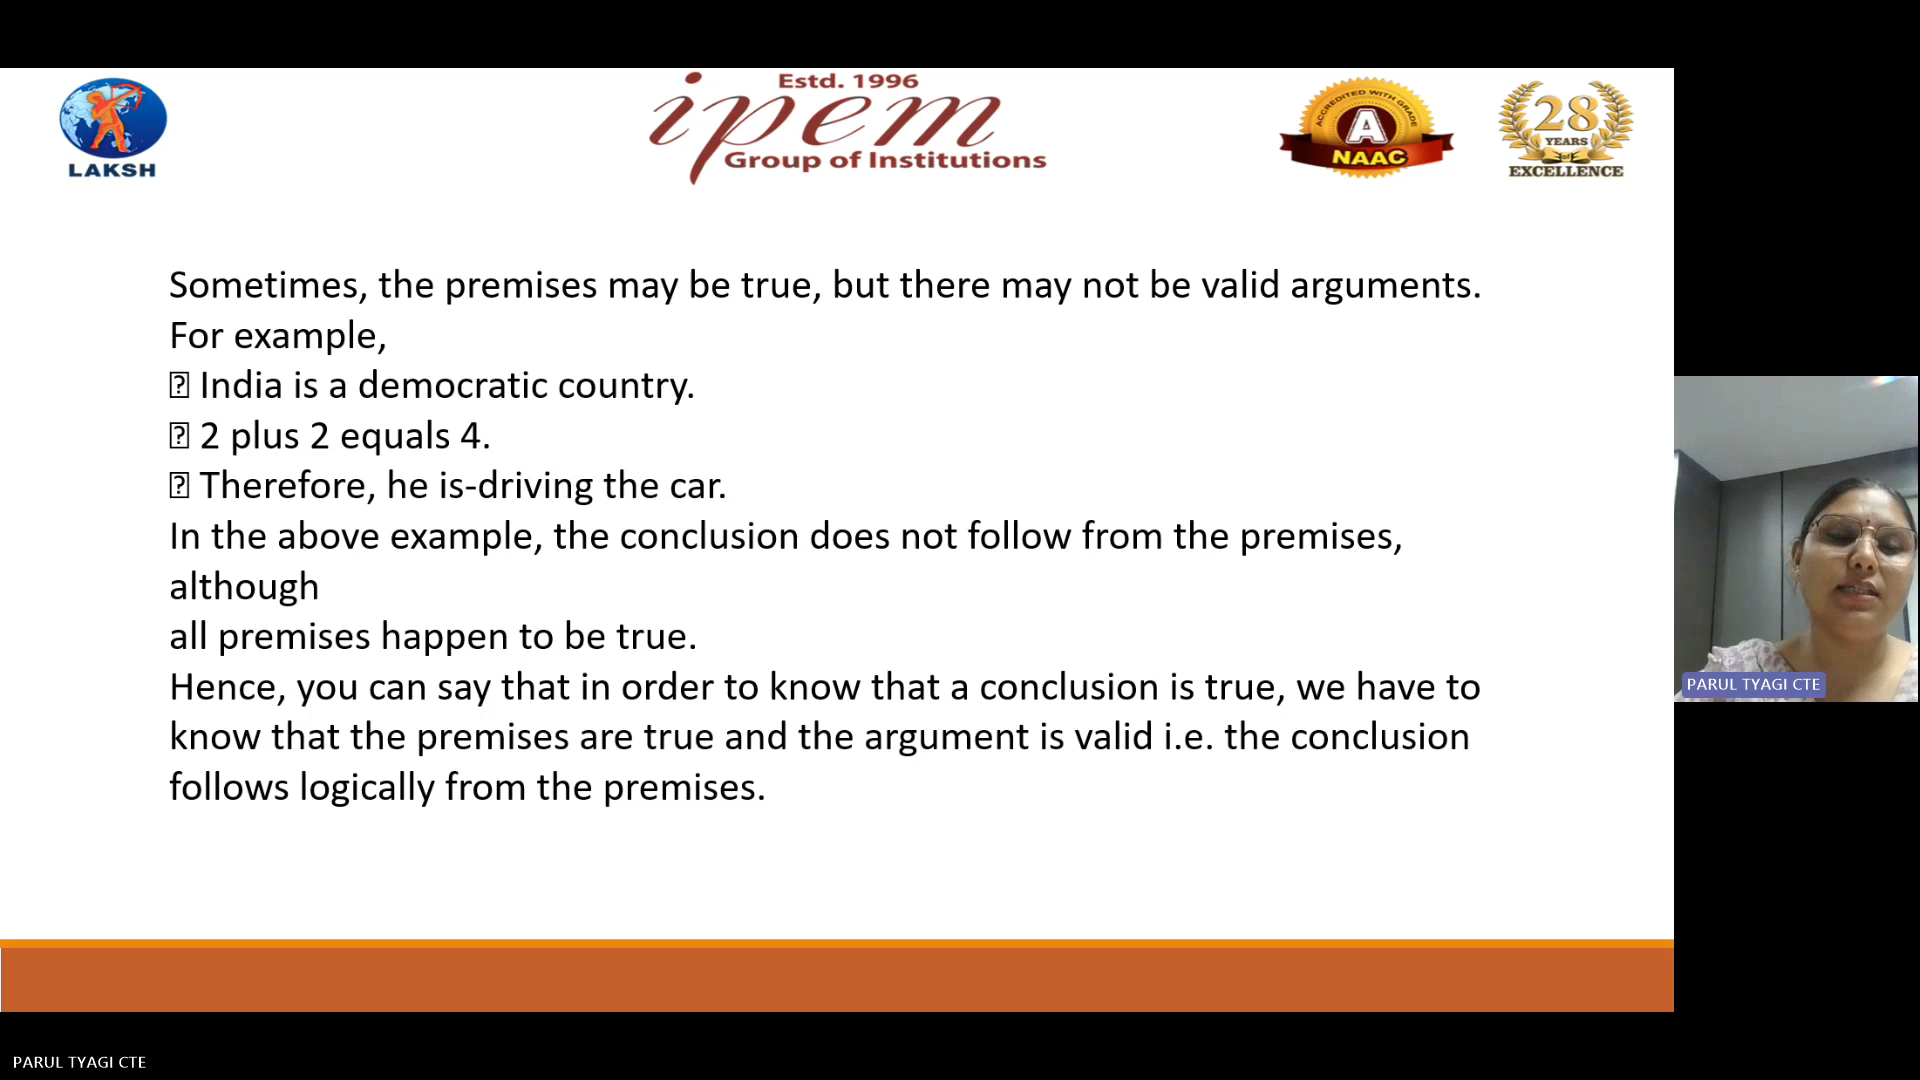 Estd. 1996
ipem
Group of Institutions
LAKSH
ACCREDITED WITH GRADE
A
NAAC
28
YEARS
of
EXCELLENCE
Sometimes, the premises may be true, but there may not be valid arguments.
For example,
India is a democratic country.
2 plus 2 equals 4.
Therefore, he is-driving the car.
In the above example, the conclusion does not follow from the premises,
although
all premises happen to be true.
Hence, you can say that in order to know that a conclusion is true, we have to
know that the premises are true and the argument is valid i.e. the conclusion
follows logically from the premises.
PARUL TYAGI CTE
PARUL TYAGI CTE